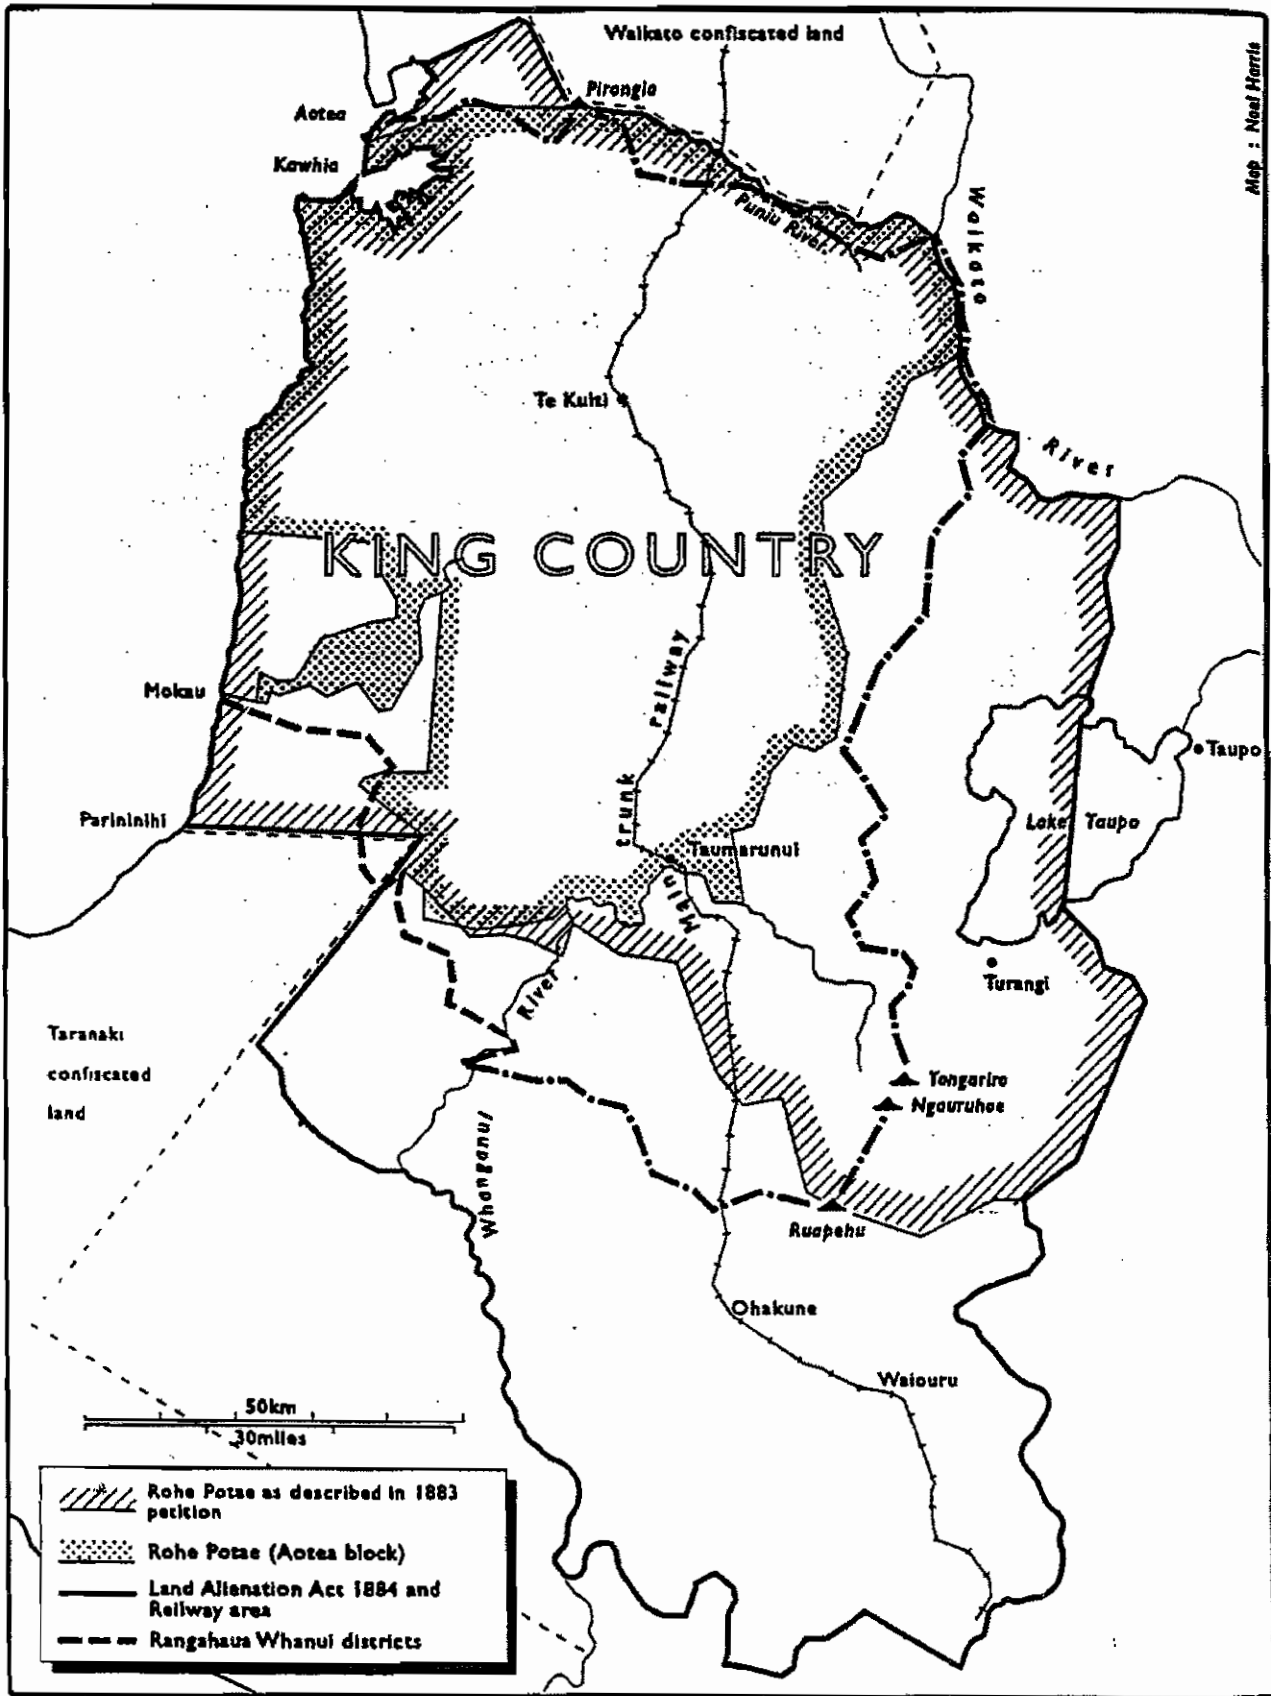 Waikato confiscated land
Map : Noel Harris
Pirongia
Aotea
Kawhia
Puniu River
Waikato
River
Te Kuiti
KING COUNTRY
railway
trunk
Main
Mokau
Taupo
Parininihi
Lake Taupo
Taumarunui
Turangi
River
Taranaki
confiscated
land
Tongariro
Ngauruhoe
Whanganui
Ruapehu
Ohakune
Waiouru
50km
30miles
Rohe Potae as described in 1883
petition
Rohe Potae (Aotea block)
Land Alienation Act 1884 and
Railway area
Rangahaua Whanui districts